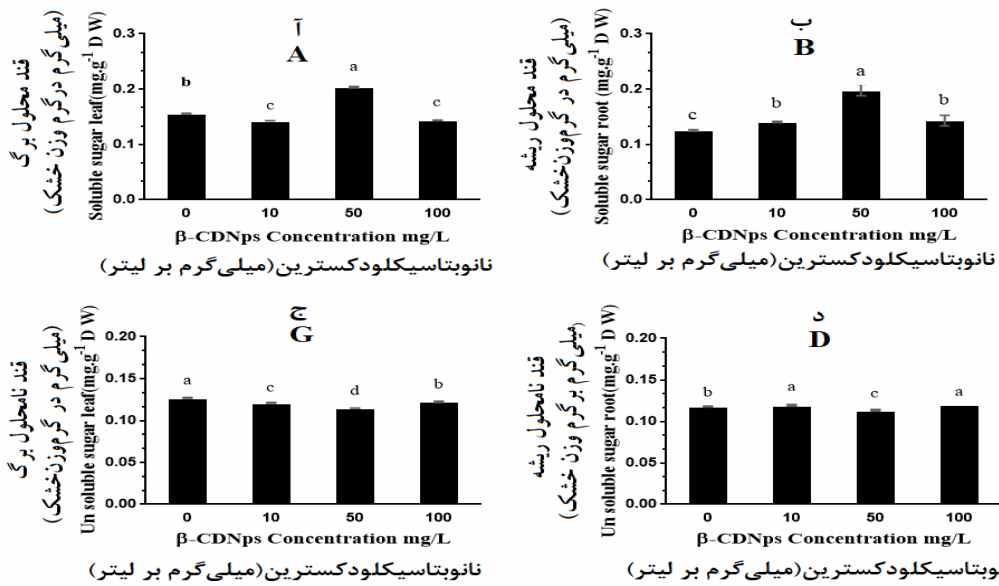 آ
A
قند محلول برگ
(میلی گرم در گرم وزن خشک)
Soluble sugar leaf(mg.g-1 D W)
0.3
0.2
0.1
0.0
b
c
a
c
0 10 50 100
β-CDNps Concentration mg/L
نانوبتاسیکلودکسترین(میلی‌گرم بر لیتر)
ب
B
قند محلول ریشه
(میلی گرم در گرم‌وزن‌خشک)
Soluble sugar root (mg.g-1 D W)
0.3
0.2
0.1
0.0
c
b
a
b
0 10 50 100
β-CDNps Concentration mg/L
نانوبتاسیکلودکسترین(میلی‌گرم بر لیتر)
ج
G
قند نامحلول برگ
(میلی گرم در گرم‌وزن‌خشک)
Un soluble sugar leaf(mg.g-1 D W)
0.20
0.15
0.10
0.05
0.00
a
c
d
b
0 10 50 100
β-CDNps Concentration mg/L
نانوبتاسیکلودکسترین(میلی‌گرم بر لیتر)
د
D
قند نامحلول ریشه
(میلی گرم برگرم وزن خشک)
Un soluble sugar root(mg.g-1 D W)
0.20
0.15
0.10
0.05
0.00
b
a
c
a
0 10 50 100
β-CDNps Concentration mg/L
نوبتاسیکلودکسترین(میلی‌گرم بر لیتر)